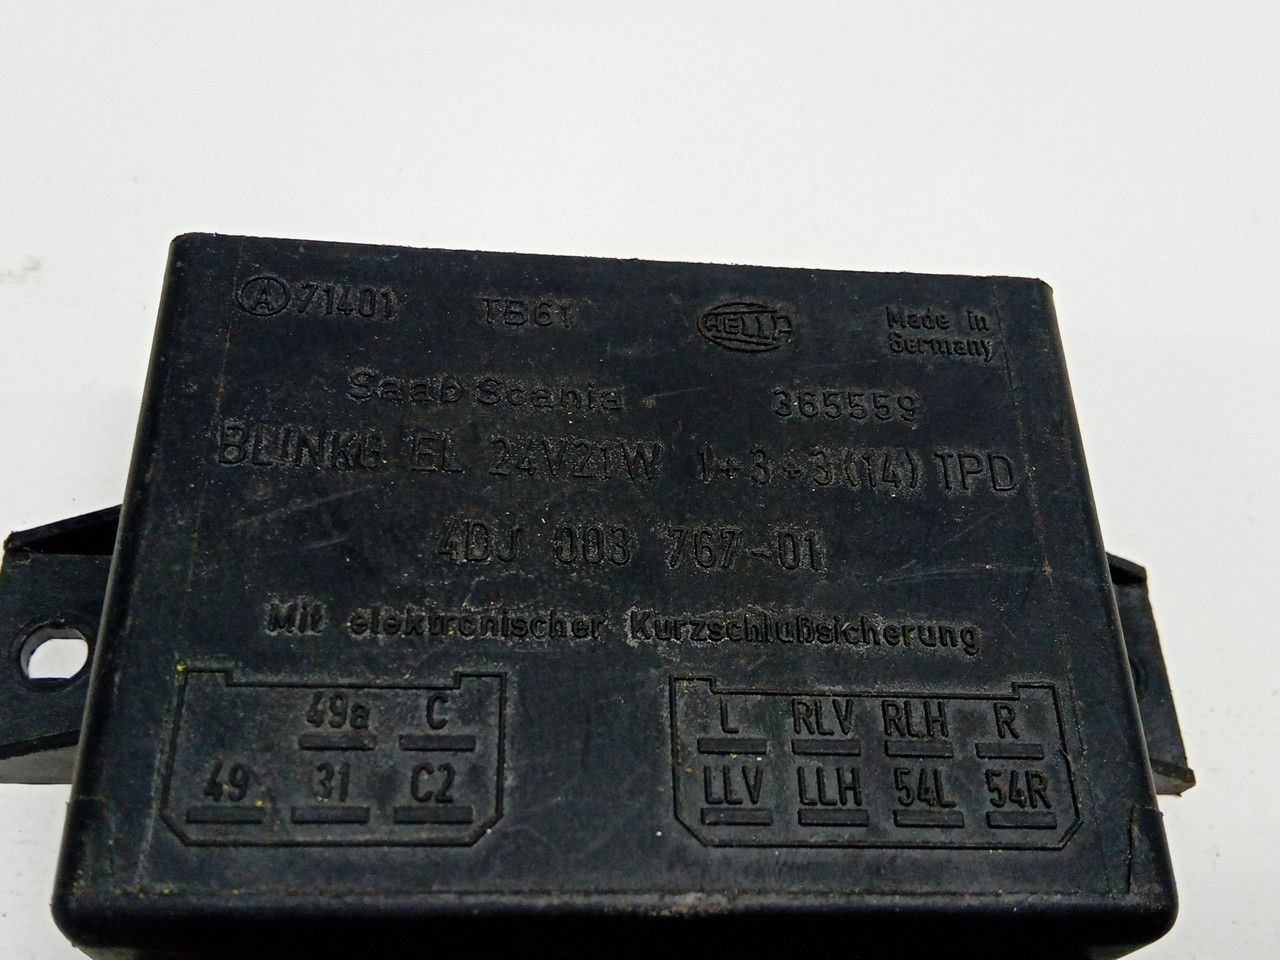 A 71401 TB61 HELLA Made in
Germany
Saab Scania 365559
BLINKG EL 24V21W 1+3+3(14) TPD
4DJ 003 767-01
Mit elektronischer Kurzschlußsicherung
49a C
49 31 C2
L RLV RLH R
LLV LLH 54L 54R